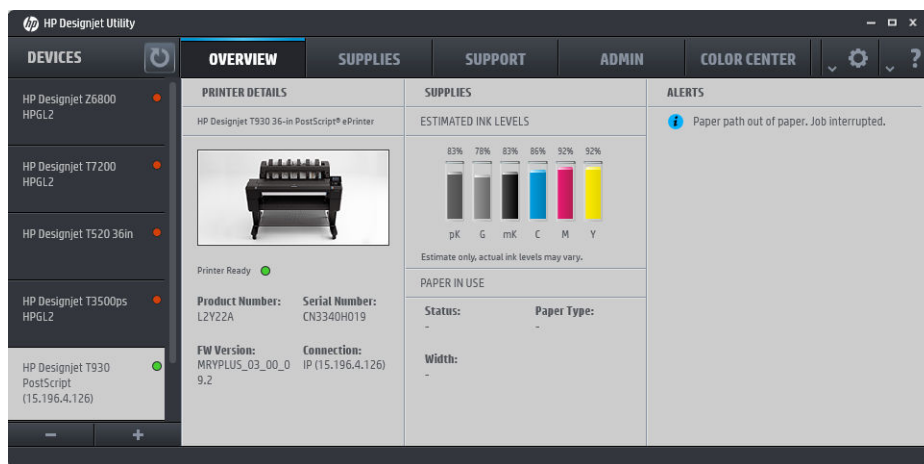 hp HP Designjet Utility
DEVICES
OVERVIEW SUPPLIES SUPPORT ADMIN COLOR CENTER ?
HP Designjet Z6800
HPGL2
HP Designjet T7200
HPGL2
HP Designjet T520 36in
HP Designjet T3500ps
HPGL2
HP Designjet T930
PostScript
(15.196.4.126)
PRINTER DETAILS
HP Designjet T930 36-in PostScript® ePrinter
Printer Ready
Product Number: Serial Number:
L2Y22A CN3340H019
FW Version: Connection:
MRYPLUS_03_00_0 IP (15.196.4.126)
9.2
SUPPLIES
ESTIMATED INK LEVELS
83% 78% 83% 86% 92% 92%
pK G mK C M Y
Estimate only, actual ink levels may vary.
PAPER IN USE
Status: Paper Type:
- -
Width:
-
ALERTS
i Paper path out of paper. Job interrupted.